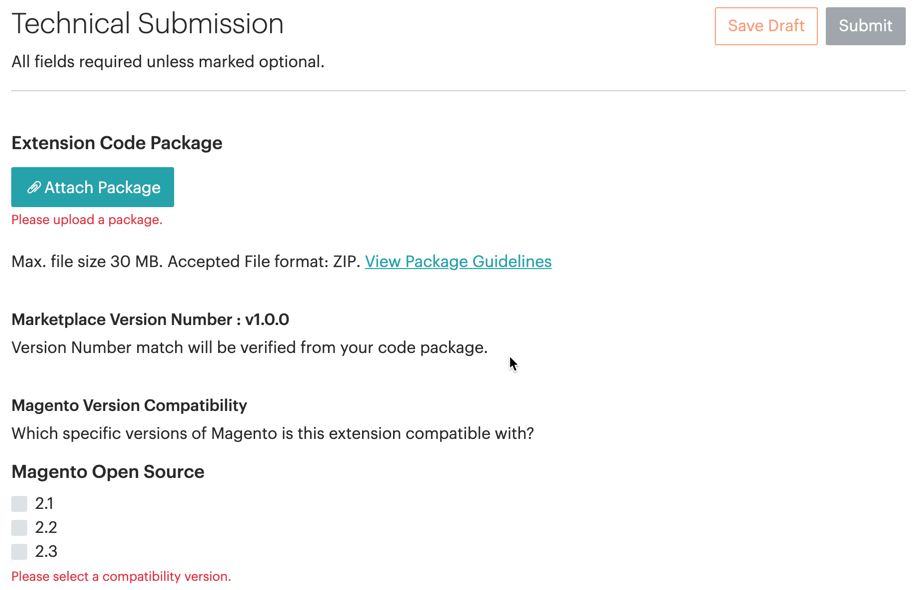 Technical Submission
Save Draft
Submit
All fields required unless marked optional.
Extension Code Package
Attach Package
Please upload a package.
Max. file size 30 MB. Accepted File format: ZIP. View Package Guidelines
Marketplace Version Number : v1.0.0
Version Number match will be verified from your code package.
Magento Version Compatibility
Which specific versions of Magento is this extension compatible with?
Magento Open Source
2.1
2.2
2.3
Please select a compatibility version.